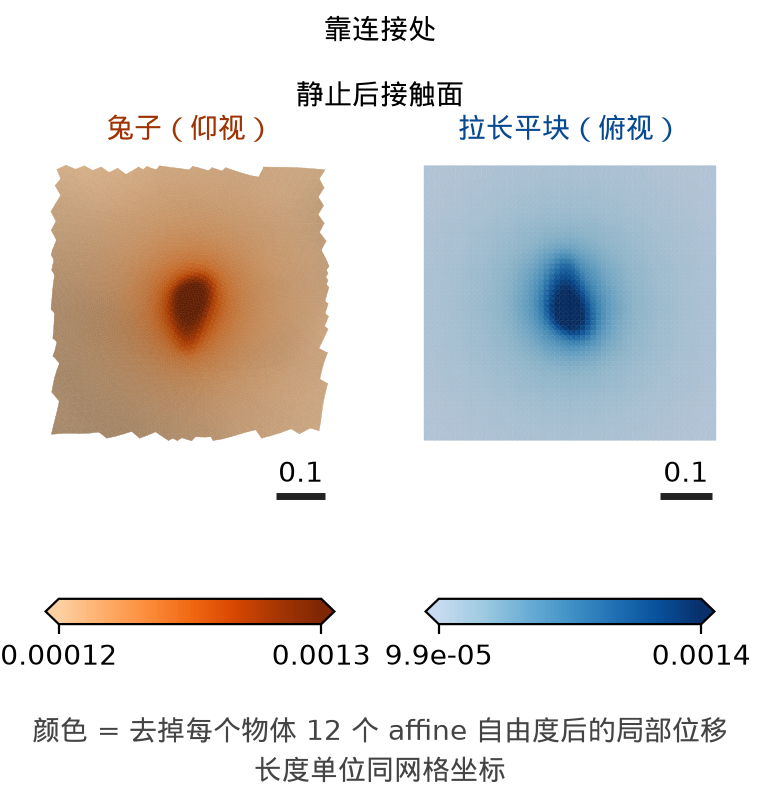 靠连接处
静止后接触面
兔子（仰视）
拉长平块（俯视）
0.1
0.1
0.00012
0.0013
9.9e-05
0.0014
颜色 = 去掉每个物体 12 个 affine 自由度后的局部位移
长度单位同网格坐标